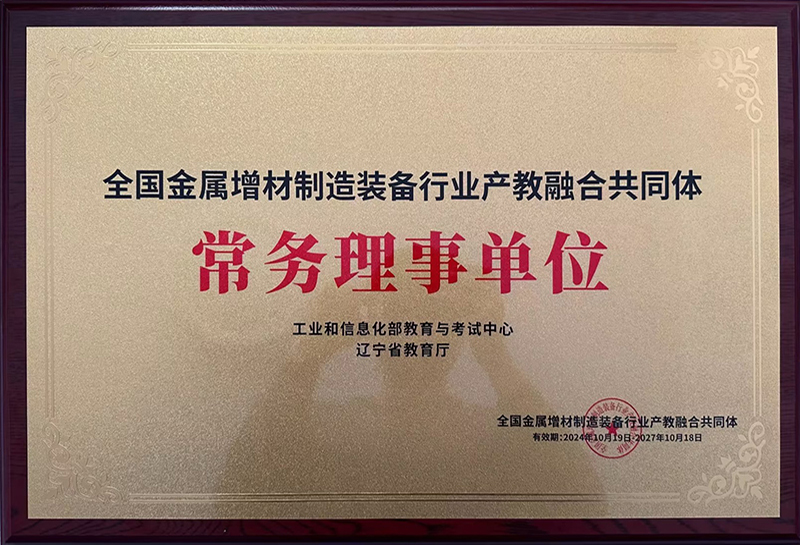 全国金属增材制造装备行业产教融合共同体
常务理事单位
工业和信息化部教育与考试中心
辽宁省教育厅
全国金属增材制造装备行业产教融合共同体
有效期:2024年10月19日-2027年10月18日